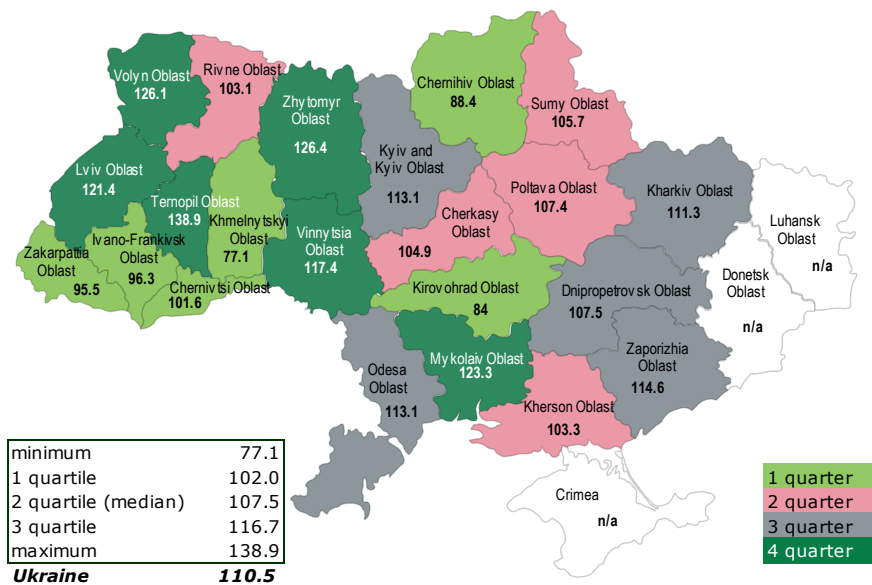 Volyn Oblast
126.1
Rivne Oblast
103.1
Zhytomyr
Oblast
126.4
Kyiv and
Kyiv Oblast
113.1
Chernihiv Oblast
88.4
Sumy Oblast
105.7
Lviv Oblast
121.4
Ternopil Oblast
138.9
Khmelnytskyi
Oblast
77.1
Vinnytsia
Oblast
117.4
Cherkasy
Oblast
104.9
Poltava Oblast
107.4
Kharkiv Oblast
111.3
Luhansk
Oblast
n/a
Donetsk
Oblast
n/a
Zakarpattia
Oblast
95.5
Ivano-Frankivsk
Oblast
96.3
Chernivtsi Oblast
101.6
Kirovohrad Oblast
84
Dnipropetrovsk Oblast
107.5
Odesa
Oblast
113.1
Mykolaiv Oblast
123.3
Zaporizhia
Oblast
114.6
Kherson Oblast
103.3
Crimea
n/a
minimum 77.1
1 quartile 102.0
2 quartile (median) 107.5
3 quartile 116.7
maximum 138.9
Ukraine 110.5
1 quarter
2 quarter
3 quarter
4 quarter